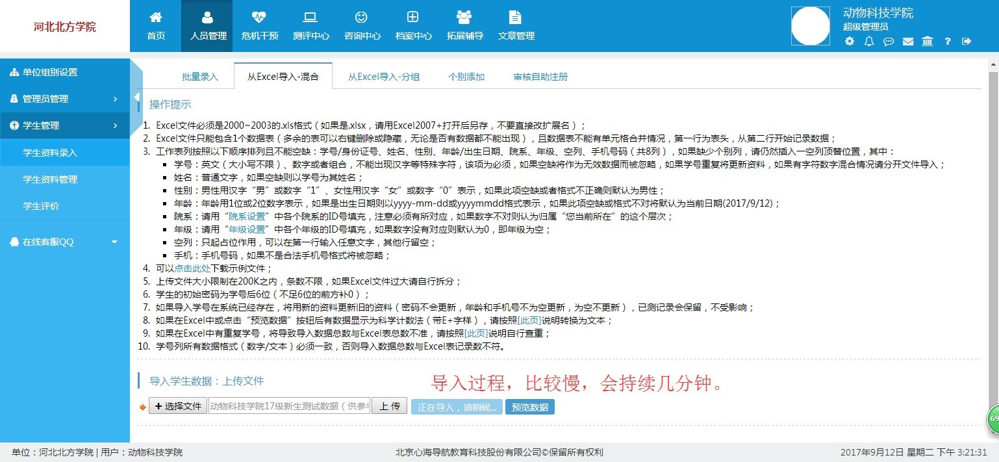 河北北方学院
首页 人员管理 危机干预 测评中心 咨询中心 档案中心 拓展辅导 文章管理
动物科技学院
超级管理员
单位组别设置
管理员管理
学生管理
学生资料录入
学生资料管理
学生评价
在线客服QQ
批量录入 从Excel导入-混合 从Excel导入-分组 个别添加 审核自助注册
操作提示
1. Excel文件必须是2000~2003的.xls格式（如果是.xlsx，请用Excel2007+打开后另存，不要直接改扩展名）；
2. Excel文件只能包含1个数据表（多余的表可以右键删除或隐藏，无论是否有数据都不能出现），且数据表不能有单元格合并情况，第一行为表头，从第二行开始记录数据；
3. 工作表列按照以下顺序排列且不能空缺：学号/身份证号、姓名、性别、年龄/出生日期、院系、年级、空列、手机号码（共8列），如果缺少个别列，请仍然插入一空列顶替位置，其中：
▪ 学号：英文（大小写不限）、数字或者组合，不能出现汉字等特殊字符，该项为必须，如果空缺将作为无效数据而被忽略，如果学号重复将更新资料，如果有字符数字混合情况请分开文件导入；
▪ 姓名：普通文字，如果空缺则以学号为其姓名；
▪ 性别：男性用汉字“男”或数字“1”、女性用汉字“女”或数字“0”表示，如果此项空缺或者格式不正确则默认为男性；
▪ 年龄：年龄用1位或2位数字表示，如果是出生日期则以yyyy-mm-dd或yyyymmdd格式表示，如果此项空缺或格式不对将默认为当前日期(2017/9/12)；
▪ 院系：请用“院系设置”中各个院系的ID号填充，注意必须有所对应，如果数字不对则认为归属“您当前所在”的这个层次；
▪ 年级：请用“年级设置”中各个年级的ID号填充，如果数字没有对应则默认为0，即年级为空；
▪ 空列：只起占位作用，可以在第一行输入任意文字，其他行留空；
▪ 手机：手机号码，如果不是合法手机号格式将被忽略；
4. 可以点击此处下载示例文件；
5. 上传文件大小限制在200K之内，条数不限，如果Excel文件过大请自行拆分；
6. 学生的初始密码为学号后6位（不足6位的前方补0）；
7. 如果导入学号在系统已经存在，将用新的资料更新旧的资料（密码不会更新，年龄和手机号不为空更新，为空不更新），已测记录会保留，不受影响；
8. 如果在Excel中或点击“预览数据”按钮后有数据显示为科学计数法（带E+字样），请按照[此页]说明转换为文本；
9. 如果在Excel中有重复学号，将导致导入数据总数与Excel表总数不准，请按照[此页]说明自行查重；
10. 学号列所有数据格式（数字/文本）必须一致，否则导入数据总数与Excel表记录数不符。
导入学生数据：上传文件
导入过程，比较慢，会持续几分钟。
+ 选择文件 动物科技学院17级新生测试数据（供参 上 传 正在导入，请稍候... 预览数据
69
单位：河北北方学院 | 用户：动物科技学院 北京心海导航教育科技股份有限公司©保留所有权利 2017年9月12日 星期二 下午 3:21:31